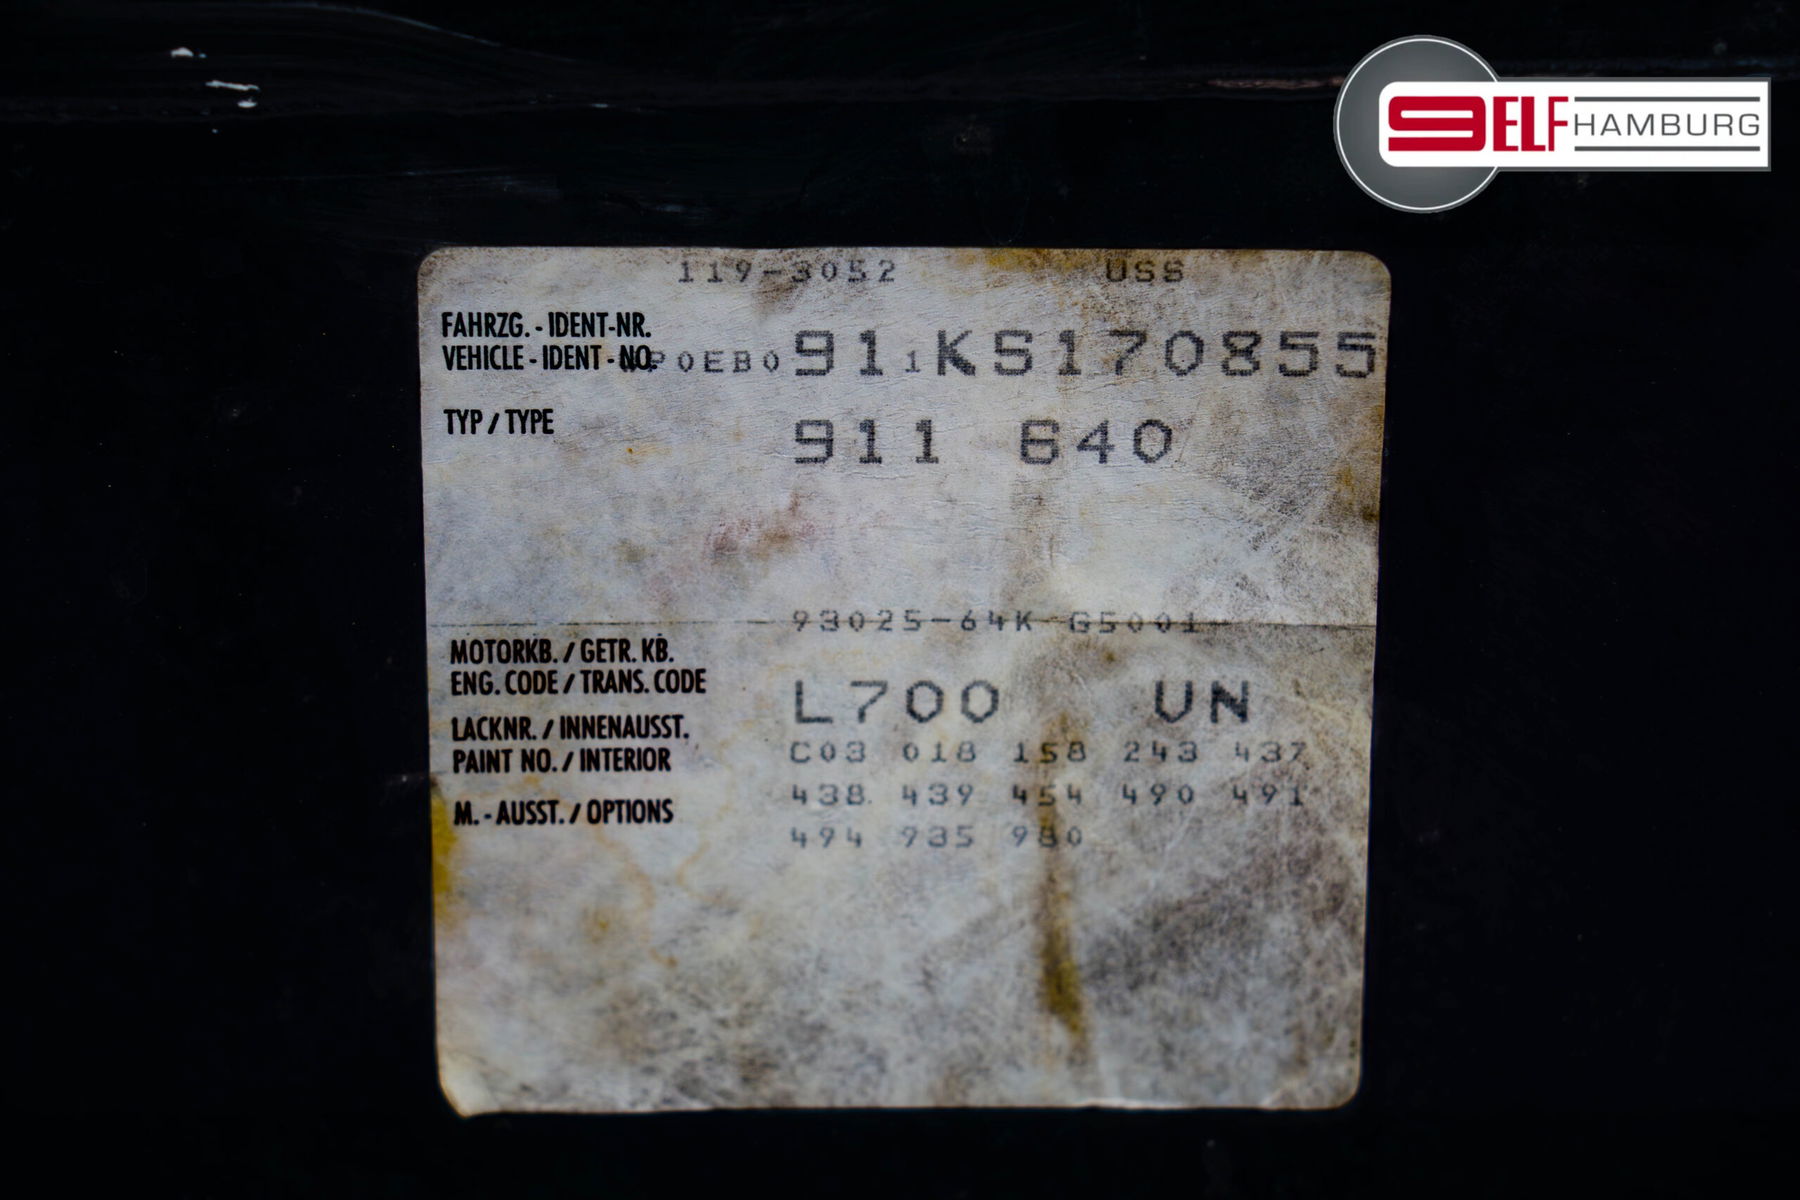 9ELF HAMBURG
119-3052 USS
FAHRZG. - IDENT-NR.
VEHICLE - IDENT - NO. WP0EB0911KS170855
TYP / TYPE 911 640
93025-64K G5001
MOTORKB. / GETR. KB.
ENG. CODE / TRANS. CODE
L700 UN
LACKNR. / INNENAUSST.
PAINT NO. / INTERIOR
C03 018 158 243 437
438 439 454 490 491
M. - AUSST. / OPTIONS
494 935 980